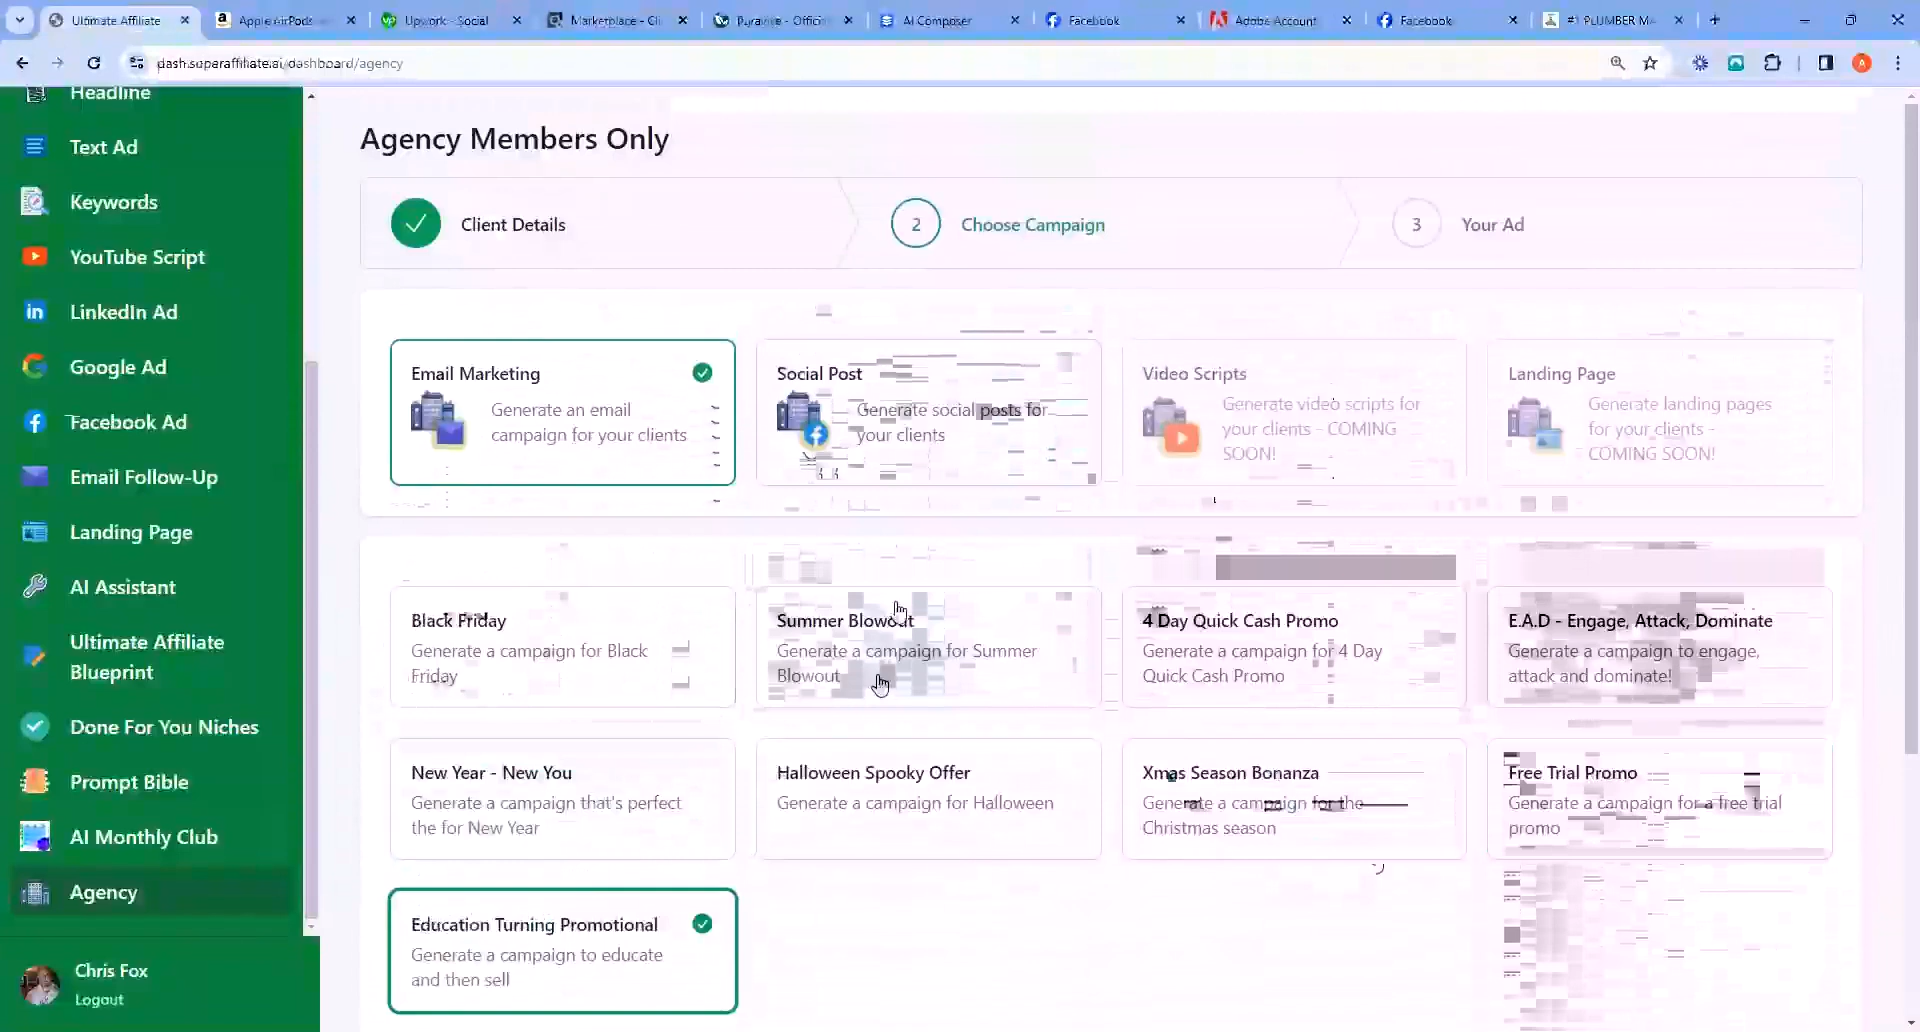 Ultimate Affiliate
Apple AirPods
Upwork - Social
Marketplace - Cli
Puravive - Offici
AI Composer
Facebook
Adobe Account
Facebook
#1 PLUMBER M
dash.superaffiliate.ai/dashboard/agency
A
Headline
Text Ad
Keywords
YouTube Script
LinkedIn Ad
Google Ad
Facebook Ad
Email Follow-Up
Landing Page
AI Assistant
Ultimate Affiliate
Blueprint
Done For You Niches
Prompt Bible
AI Monthly Club
Agency
Chris Fox
Logout
Agency Members Only
Client Details
2
Choose Campaign
3
Your Ad
Email Marketing
Generate an email
campaign for your clients
Social Post
Generate social posts for
your clients
Video Scripts
Generate video scripts for
your clients - COMING
SOON!
Landing Page
Generate landing pages
for your clients -
COMING SOON!
Black Friday
Generate a campaign for Black
Friday
Summer Blowout
Generate a campaign for Summer
Blowout
4 Day Quick Cash Promo
Generate a campaign for 4 Day
Quick Cash Promo
E.A.D - Engage, Attack, Dominate
Generate a campaign to engage,
attack and dominate!
New Year - New You
Generate a campaign that's perfect
the for New Year
Halloween Spooky Offer
Generate a campaign for Halloween
Xmas Season Bonanza
Generate a campaign for the
Christmas season
Free Trial Promo
Generate a campaign for a free trial
promo
Education Turning Promotional
Generate a campaign to educate
and then sell